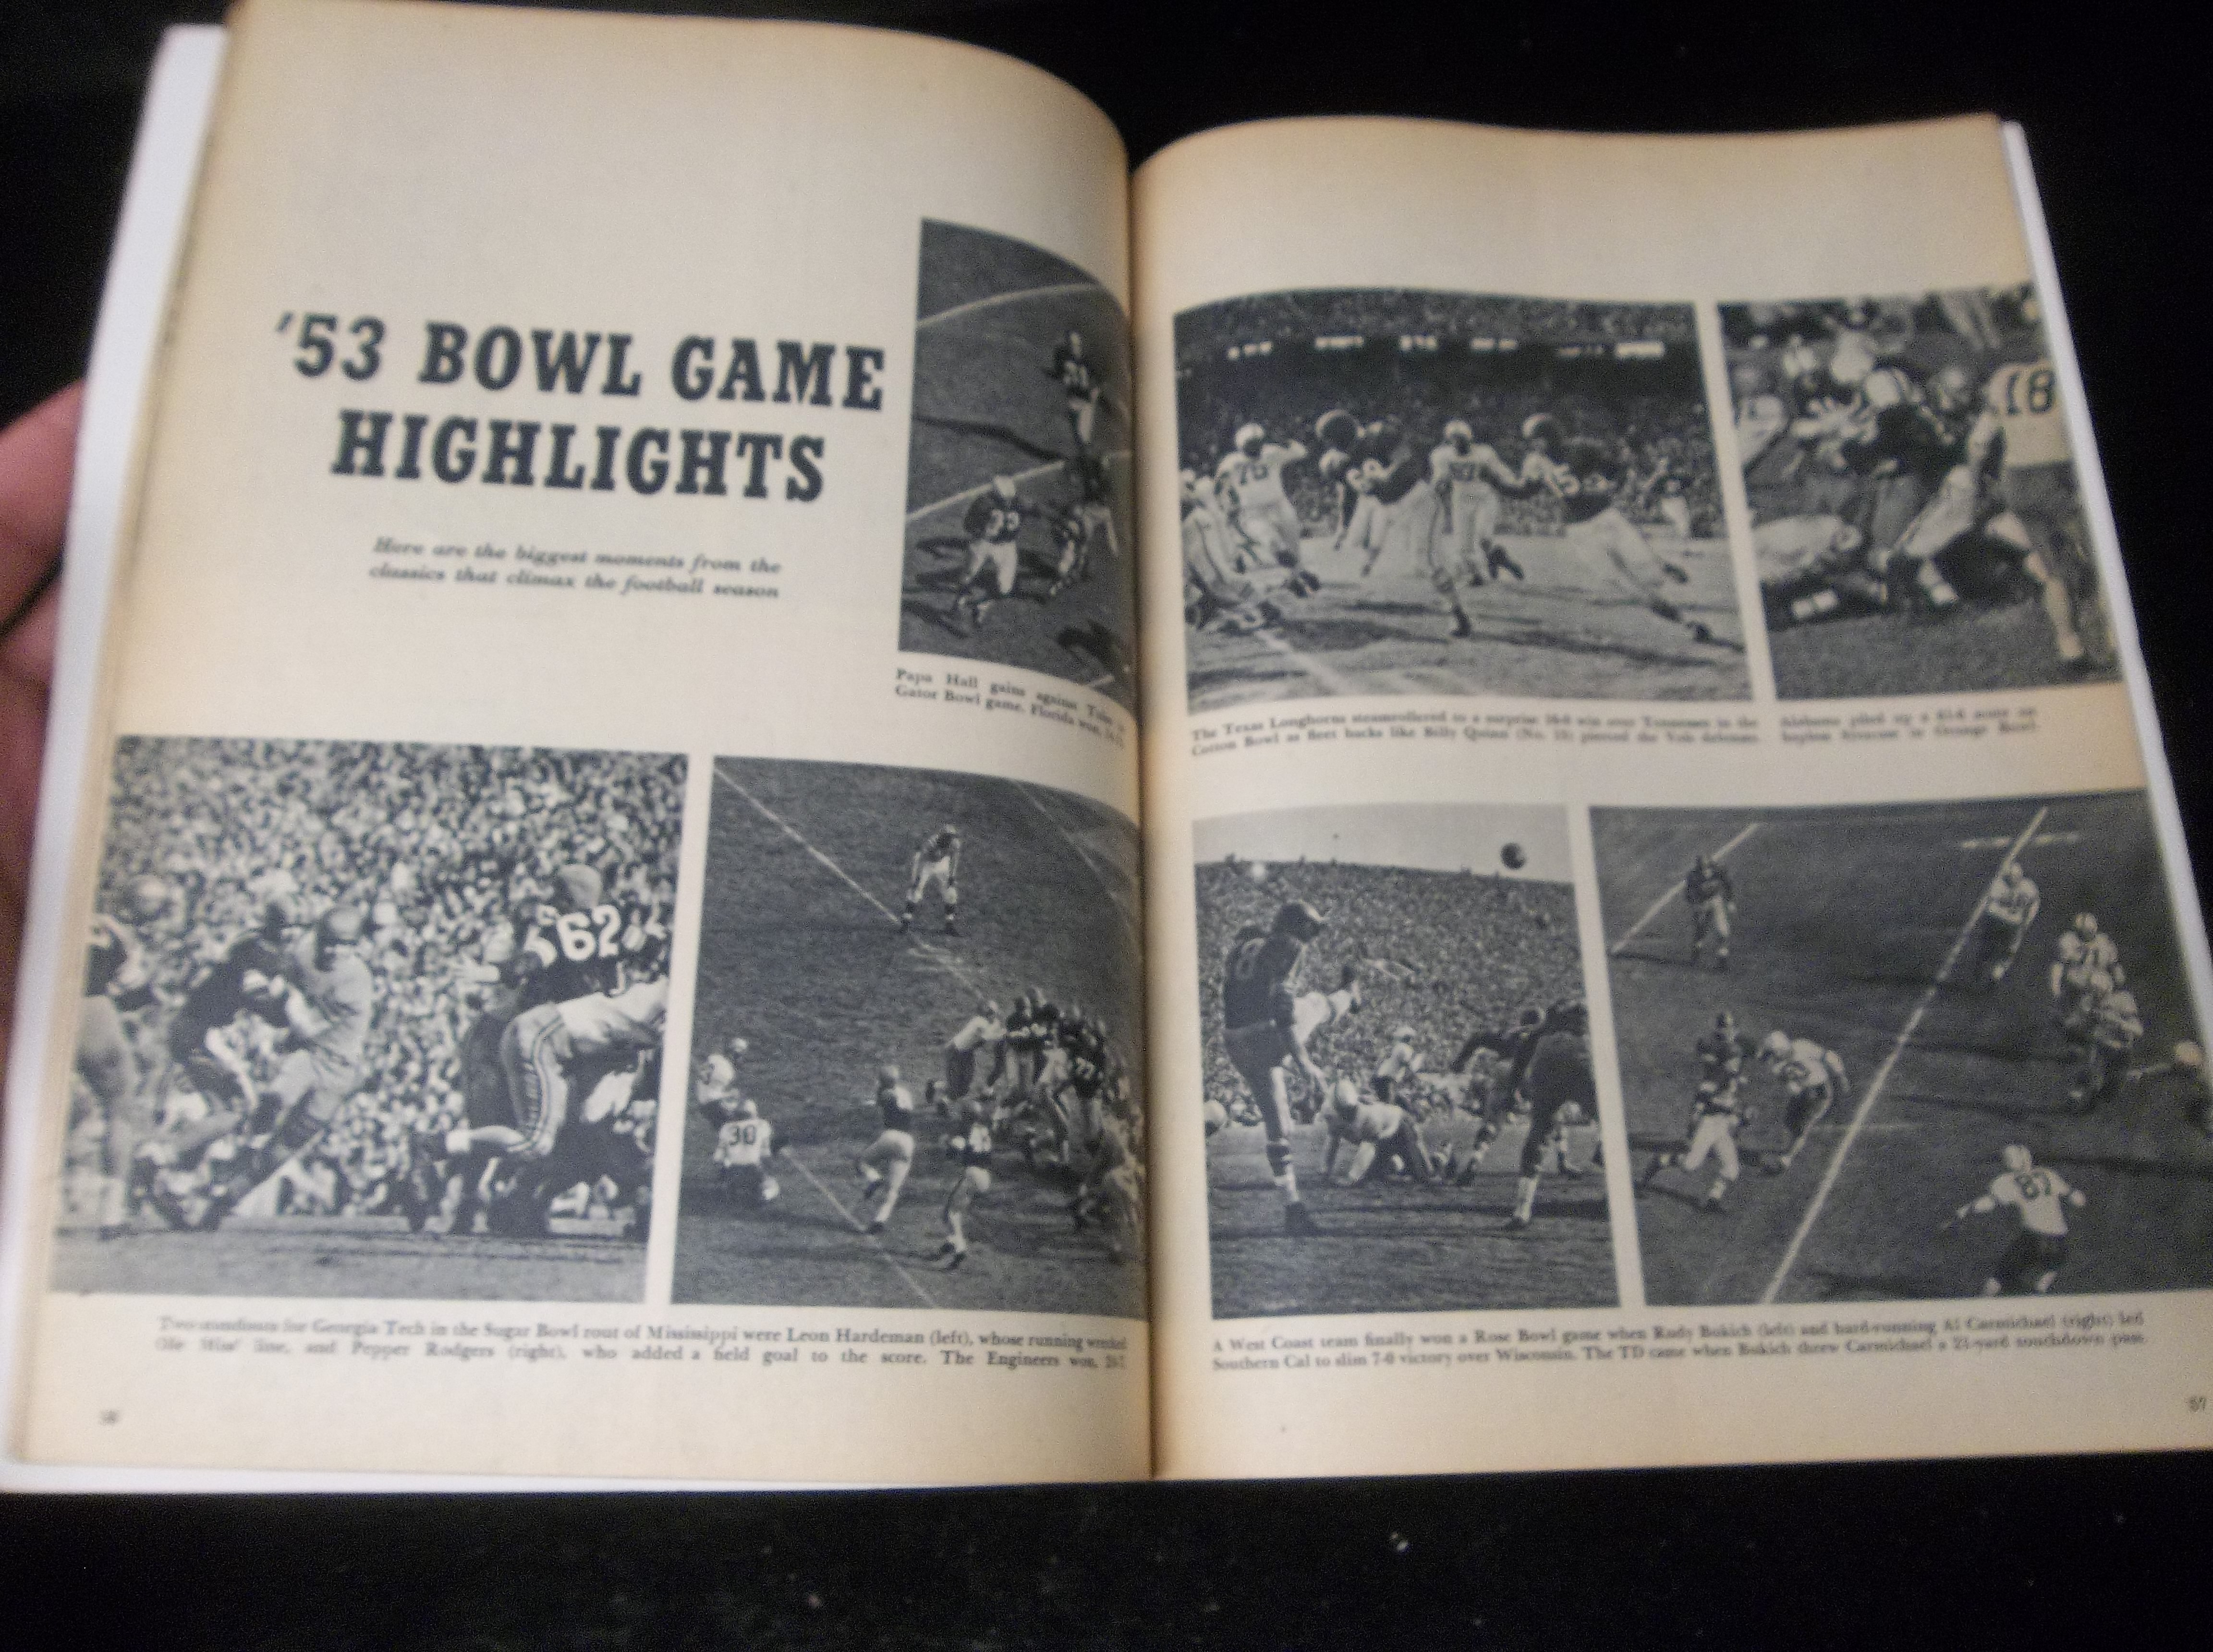 '53 BOWL GAME
HIGHLIGHTS
Here are the biggest moments from the
classics that climax the football season
Papa Hall gains against
Gator Bowl game. Florida won,
62
30
The Texas Longhorns steamrollered to a surprise win over Tennessee in the
Cotton Bowl as fleet backs like Billy Quinn (No. pierced the Vols defenses.
18
Alabama piled up a 61-6 score on
hapless Syracuse in Orange Bowl.
Two standouts for Georgia Tech in the Sugar Bowl rout of Mississippi were Leon Hardeman (left), whose running wrecked
Ole Miss' line, and Pepper Rodgers (right), who added a field goal to the score. The Engineers won,
A West Coast team finally won a Rose Bowl game when Rudy Bukich (left) and hard-running Al Carmichael (right) led
Southern Cal to slim 7-0 victory over Wisconsin. The TD came when Bukich threw Carmichael a yard touchdown pass.
57